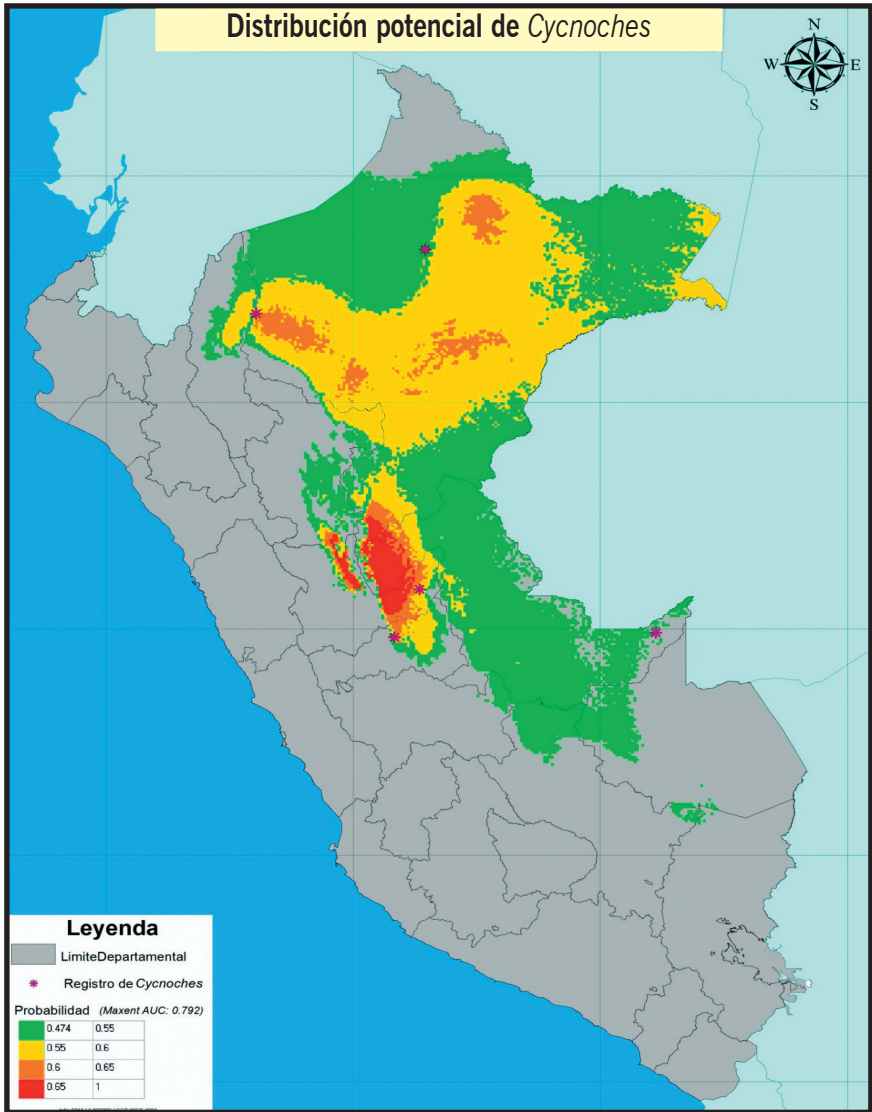 Distribución potencial de Cycnoches
N
W E
S
Leyenda
LimiteDepartamental
Registro de Cycnoches
Probabilidad (Maxent AUC: 0.792)
0.474 0.55
0.55 0.6
0.6 0.65
0.65 1